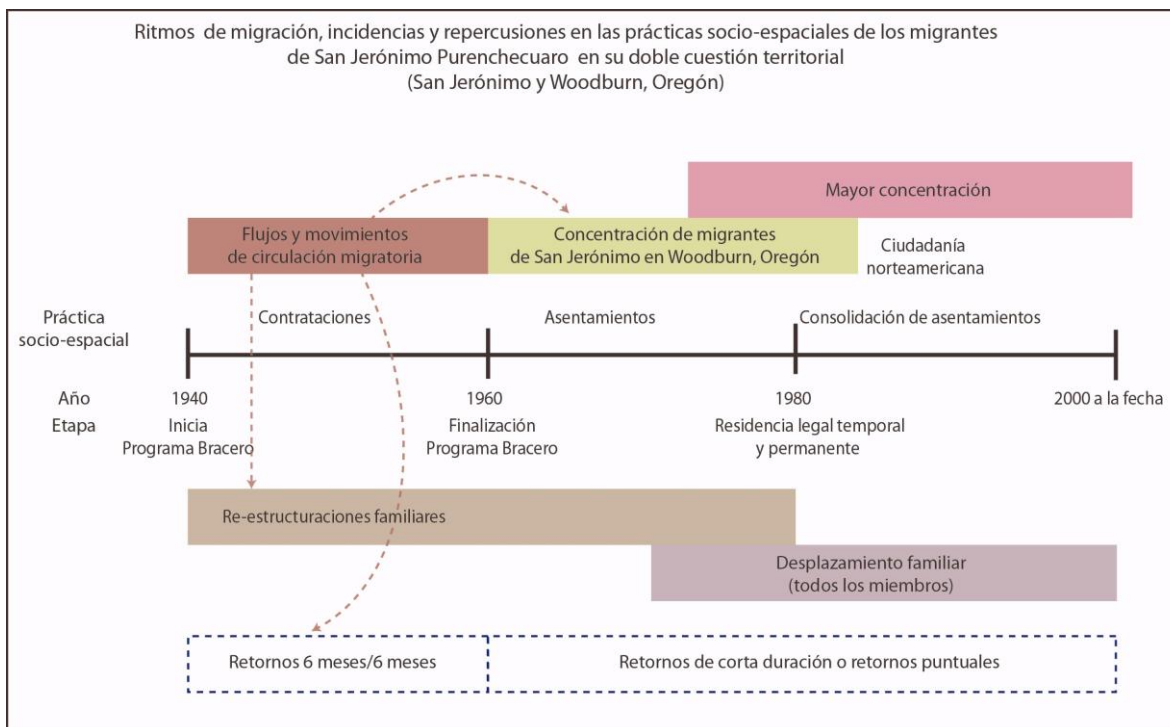 Ritmos de migración, incidencias y repercusiones en las prácticas socio-espaciales de los migrantes
de San Jerónimo Purenchecuaro en su doble cuestión territorial
(San Jerónimo y Woodburn, Oregón)
Mayor concentración
Flujos y movimientos
de circulación migratoria
Concentración de migrantes
de San Jerónimo en Woodburn, Oregón
Ciudadanía
norteamericana
Práctica
socio-espacial
Contrataciones
Asentamientos
Consolidación de asentamientos
Año
1940
1960
1980
2000 a la fecha
Etapa
Inicia
Programa Bracero
Finalización
Programa Bracero
Residencia legal temporal
y permanente
Re-estructuraciones familiares
Desplazamiento familiar
(todos los miembros)
Retornos 6 meses/6 meses
Retornos de corta duración o retornos puntuales